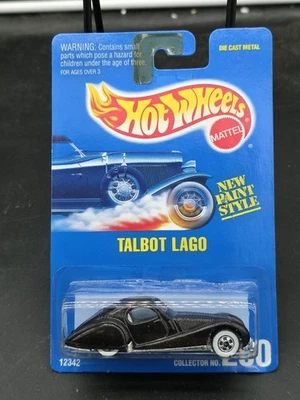 WARNING: Contains small
parts which pose a hazard for
children under the age of three.
FOR AGES OVER 3
DIE CAST METAL
Hot Wheels
MATTEL
NEW
PAINT
STYLE
TALBOT LAGO
12342
COLLECTOR NO.